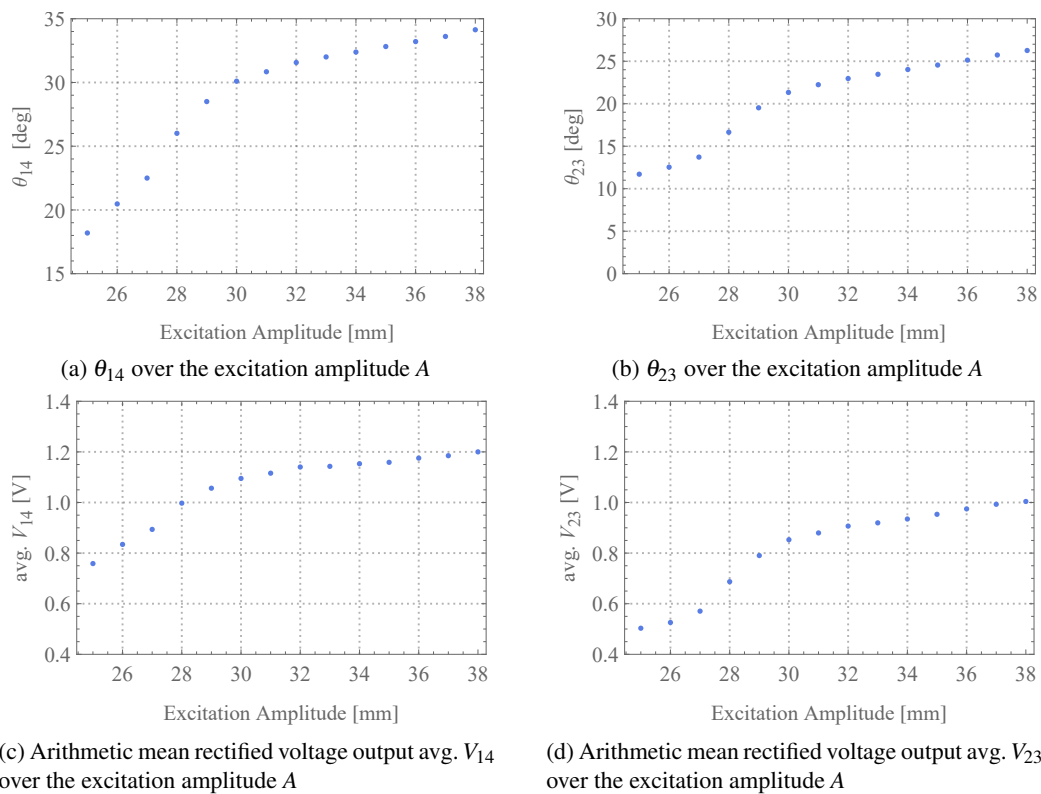 35
30
25
20
15
θ14 [deg]
26 28 30 32 34 36 38
Excitation Amplitude [mm]
(a) θ14 over the excitation amplitude A
30
25
20
15
10
5
0
θ23 [deg]
26 28 30 32 34 36 38
Excitation Amplitude [mm]
(b) θ23 over the excitation amplitude A
1.4
1.2
1.0
0.8
0.6
0.4
avg. V14 [V]
26 28 30 32 34 36 38
Excitation Amplitude [mm]
(c) Arithmetic mean rectified voltage output avg. V14
over the excitation amplitude A
1.4
1.2
1.0
0.8
0.6
0.4
avg. V23 [V]
26 28 30 32 34 36 38
Excitation Amplitude [mm]
(d) Arithmetic mean rectified voltage output avg. V23
over the excitation amplitude A